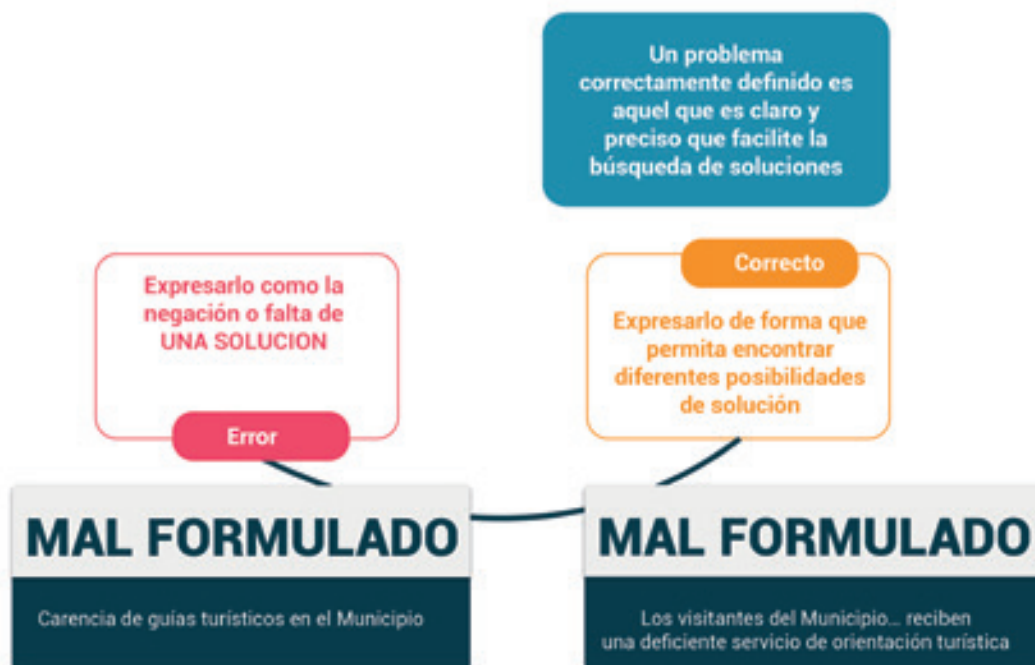 Un problema
correctamente definido es
aquel que es claro y
preciso que facilite la
búsqueda de soluciones
Expresarlo como la
negación o falta de
UNA SOLUCION
Error
Correcto
Expresarlo de forma que
permita encontrar
diferentes posibilidades
de solución
MAL FORMULADO
Carencia de guías turísticos en el Municipio
MAL FORMULADO
Los visitantes del Municipio... reciben
una deficiente servicio de orientación turística